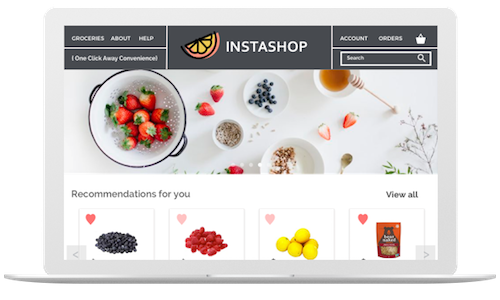 GROCERIES ABOUT HELP
INSTASHOP
ACCOUNT ORDERS
| One Click Away Convenience|
Search
Recommendations for you
View all
< >